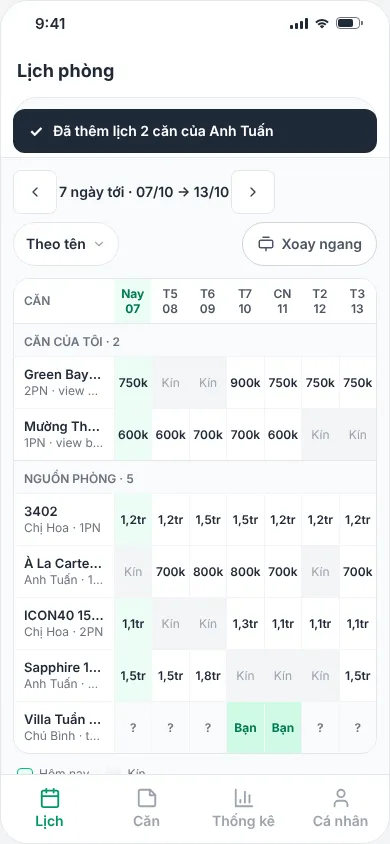 9:41
Lịch phòng
Đã thêm lịch 2 căn của Anh Tuấn
7 ngày tới · 07/10 → 13/10
Theo tên
Xoay ngang
CĂN Nay 07 T5 08 T6 09 T7 10 CN 11 T2 12 T3 13
CĂN CỦA TÔI · 2
Green Bay... 750k Kín Kín 900k 750k 750k 750k
2PN · view ...
Mường Th... 600k 600k 700k 700k 600k Kín Kín
1PN · view b...
NGUỒN PHÒNG · 5
3402 1,2tr 1,2tr 1,5tr 1,5tr 1,2tr 1,2tr 1,2tr
Chị Hoa · 1PN
À La Carte... Kín 700k 800k 800k 700k Kín 700k
Anh Tuấn · 1...
ICON40 15... 1,1tr Kín Kín 1,3tr 1,1tr 1,1tr 1,1tr
Chị Hoa · 2PN
Sapphire 1... 1,5tr 1,5tr 1,8tr Kín Kín Kín 1,5tr
Anh Tuấn · ...
Villa Tuần ... ? ? ? Bạn Bạn ? ?
Chú Bình · t...
Hôm nay Kín
Lịch Căn Thống kê Cá nhân